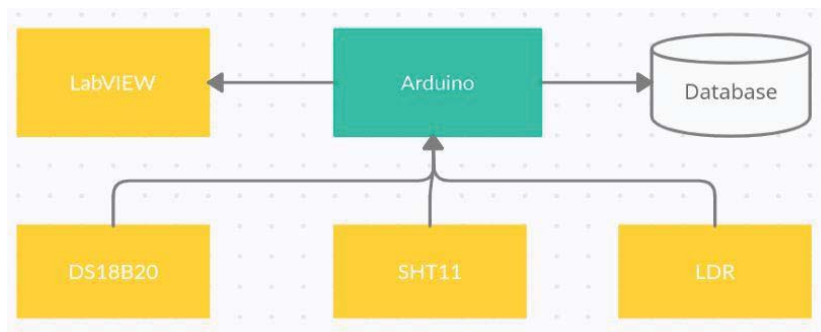 LabVIEW
Arduino
Database
DS18B20
SHT11
LDR